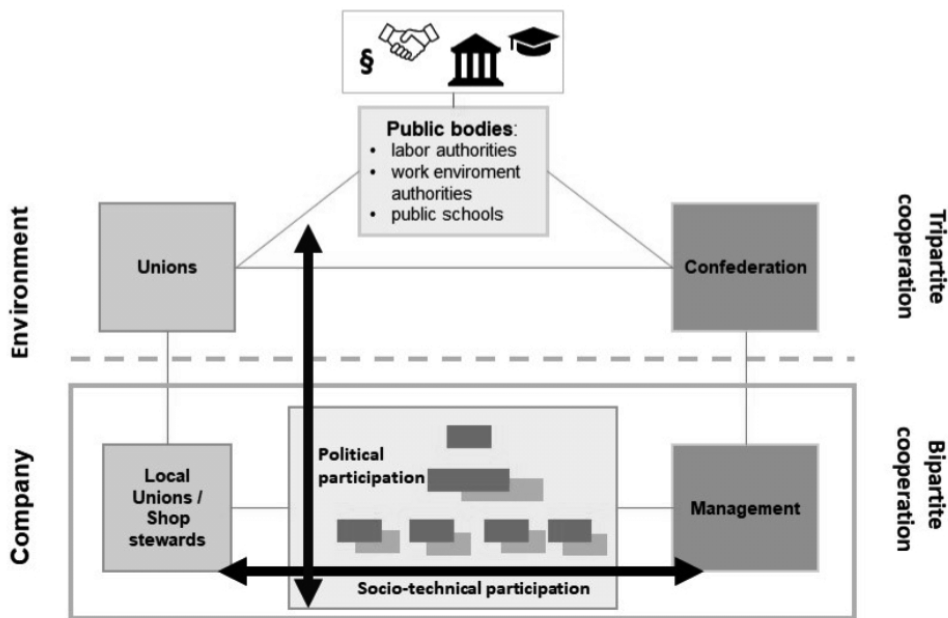 §
Public bodies:
• labor authorities
• work enviroment
authorities
• public schools
Environment
Unions
Confederation
Tripartite
cooperation
Company
Local
Unions /
Shop
stewards
Political
participation
Management
Bipartite
cooperation
Socio-technical participation